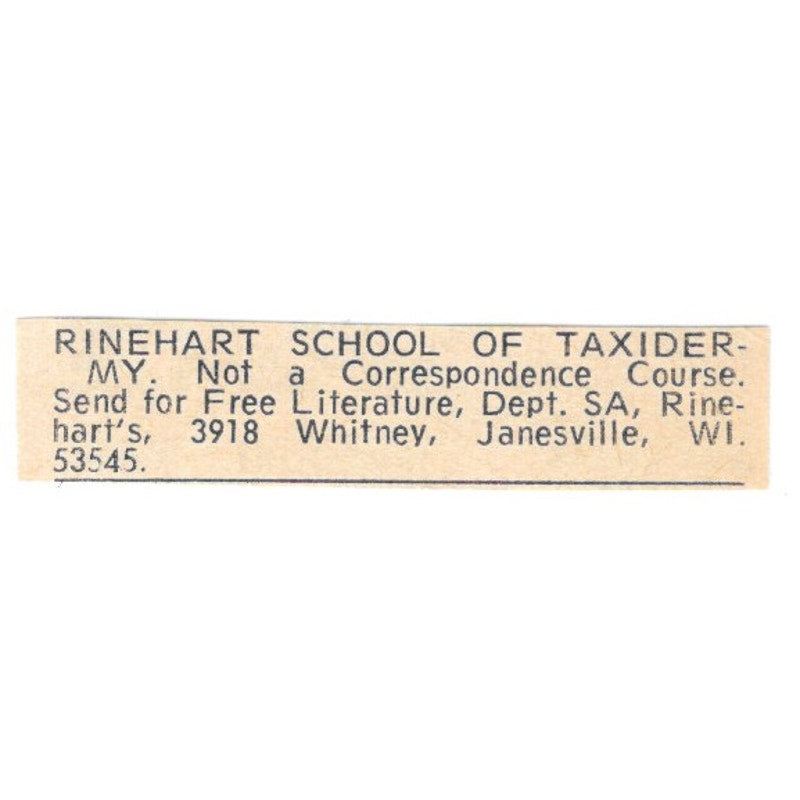 RINEHART SCHOOL OF TAXIDER-
MY. Not a Correspondence Course.
Send for Free Literature, Dept. SA, Rine-
hart's, 3918 Whitney, Janesville, WI.
53545.